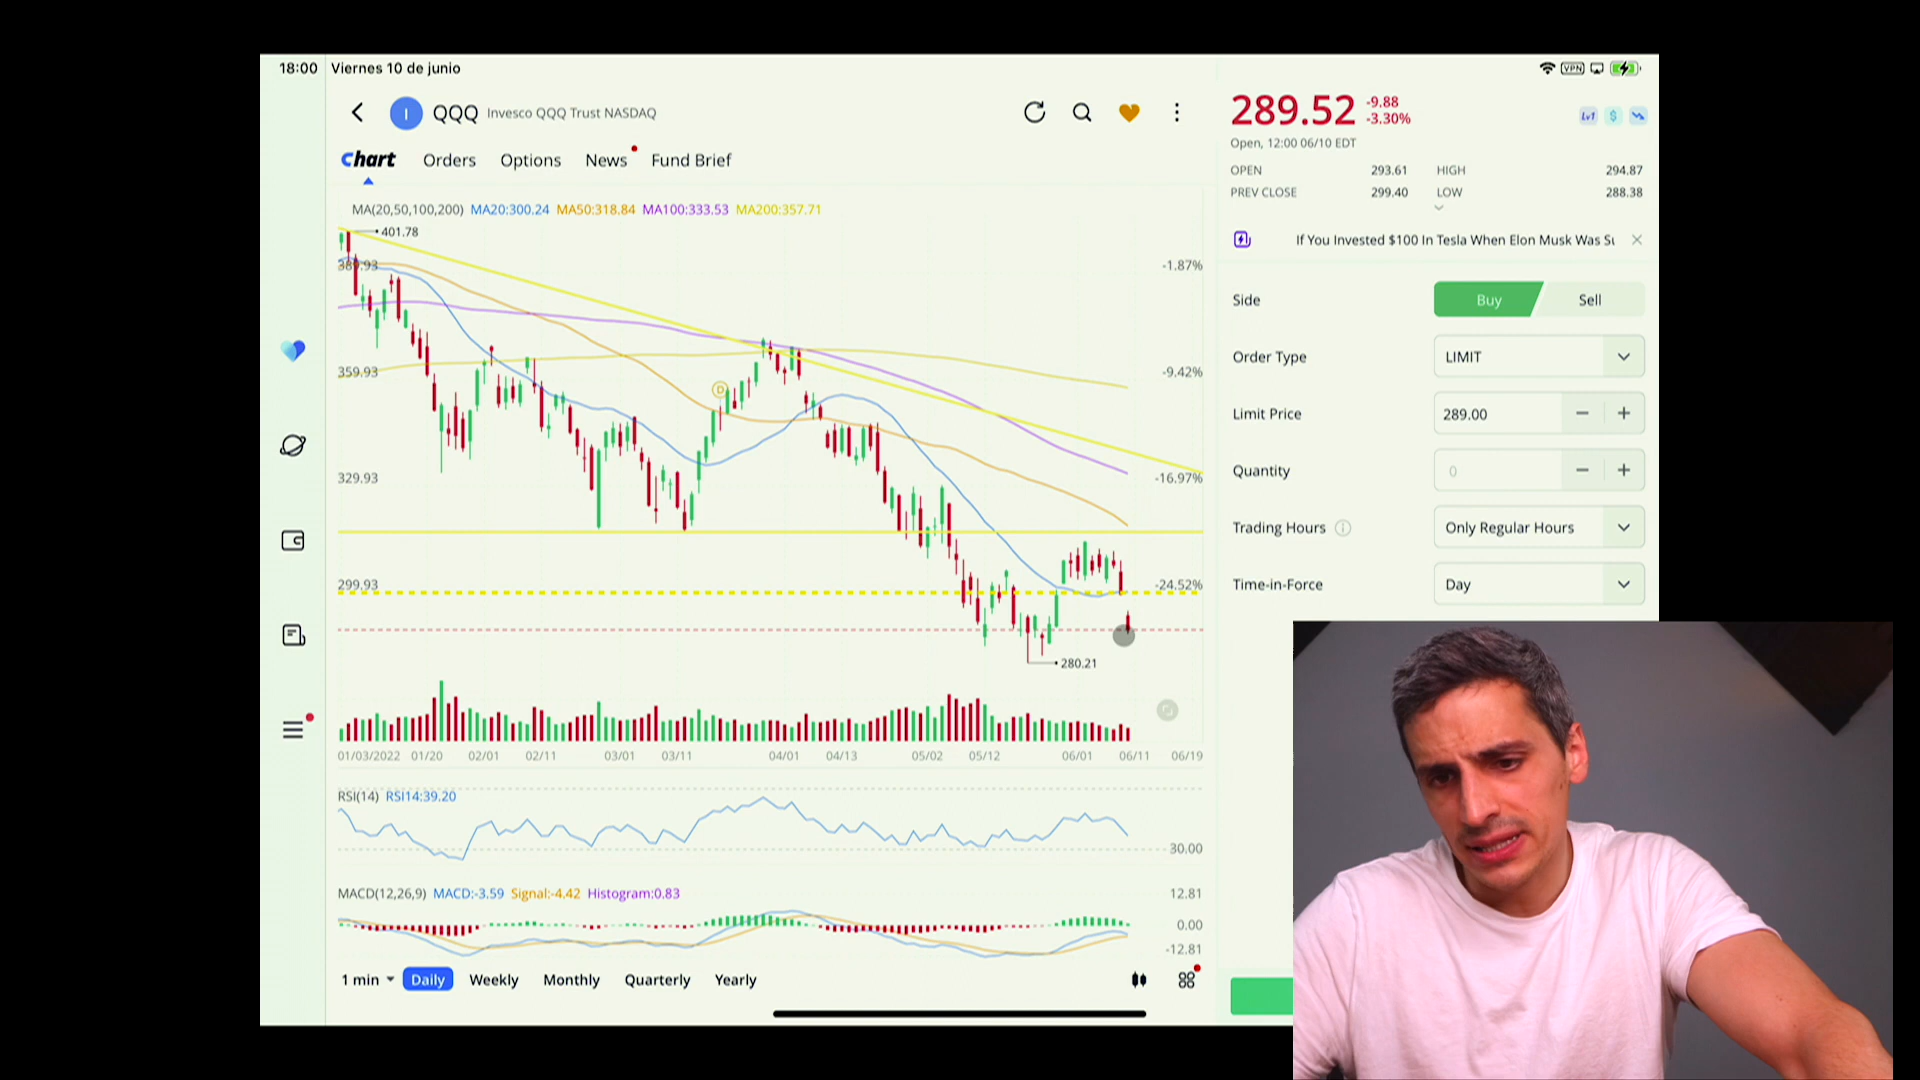 18:00 Viernes 10 de junio
VPN
I QQQ Invesco QQQ Trust NASDAQ
Chart Orders Options News Fund Brief
MA(20,50,100,200) MA20:300.24 MA50:318.84 MA100:333.53 MA200:357.71
401.78
389.93 -1.87%
359.93 -9.42%
D
329.93 -16.97%
299.93 -24.52%
280.21
01/03/2022 01/20 02/01 02/11 03/01 03/11 04/01 04/13 05/02 05/12 06/01 06/11 06/19
RSI(14) RSI14:39.20
30.00
MACD(12,26,9) MACD:-3.59 Signal:-4.42 Histogram:0.83 12.81
0.00
-12.81
1 min Daily Weekly Monthly Quarterly Yearly
289.52 -9.88
-3.30%
Lv1 $
Open, 12:00 06/10 EDT
OPEN 293.61 HIGH 294.87
PREV CLOSE 299.40 LOW 288.38
If You Invested $100 In Tesla When Elon Musk Was Su
Side Buy Sell
Order Type LIMIT
Limit Price 289.00 − +
Quantity 0 − +
Trading Hours Only Regular Hours
Time-in-Force Day